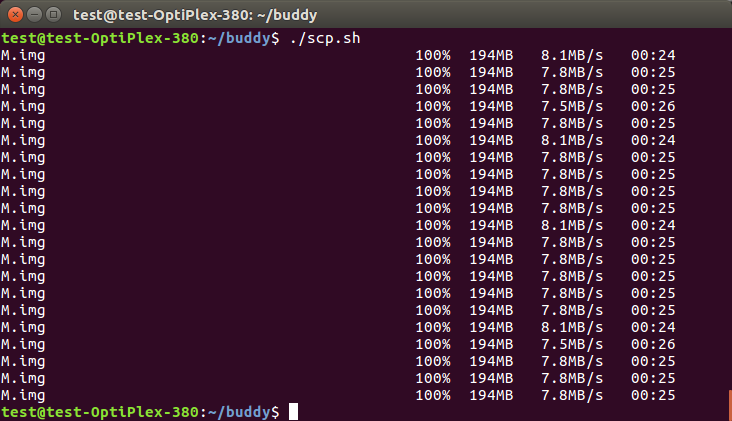 test@test-OptiPlex-380: ~/buddy
test@test-OptiPlex-380:~/buddy$ ./scp.sh
M.img 100% 194MB 8.1MB/s 00:24
M.img 100% 194MB 7.8MB/s 00:25
M.img 100% 194MB 7.8MB/s 00:25
M.img 100% 194MB 7.5MB/s 00:26
M.img 100% 194MB 7.8MB/s 00:25
M.img 100% 194MB 8.1MB/s 00:24
M.img 100% 194MB 7.8MB/s 00:25
M.img 100% 194MB 7.8MB/s 00:25
M.img 100% 194MB 7.8MB/s 00:25
M.img 100% 194MB 7.8MB/s 00:25
M.img 100% 194MB 8.1MB/s 00:24
M.img 100% 194MB 7.8MB/s 00:25
M.img 100% 194MB 7.8MB/s 00:25
M.img 100% 194MB 7.8MB/s 00:25
M.img 100% 194MB 7.8MB/s 00:25
M.img 100% 194MB 7.8MB/s 00:25
M.img 100% 194MB 8.1MB/s 00:24
M.img 100% 194MB 7.5MB/s 00:26
M.img 100% 194MB 7.8MB/s 00:25
M.img 100% 194MB 7.8MB/s 00:25
M.img 100% 194MB 7.8MB/s 00:25
test@test-OptiPlex-380:~/buddy$